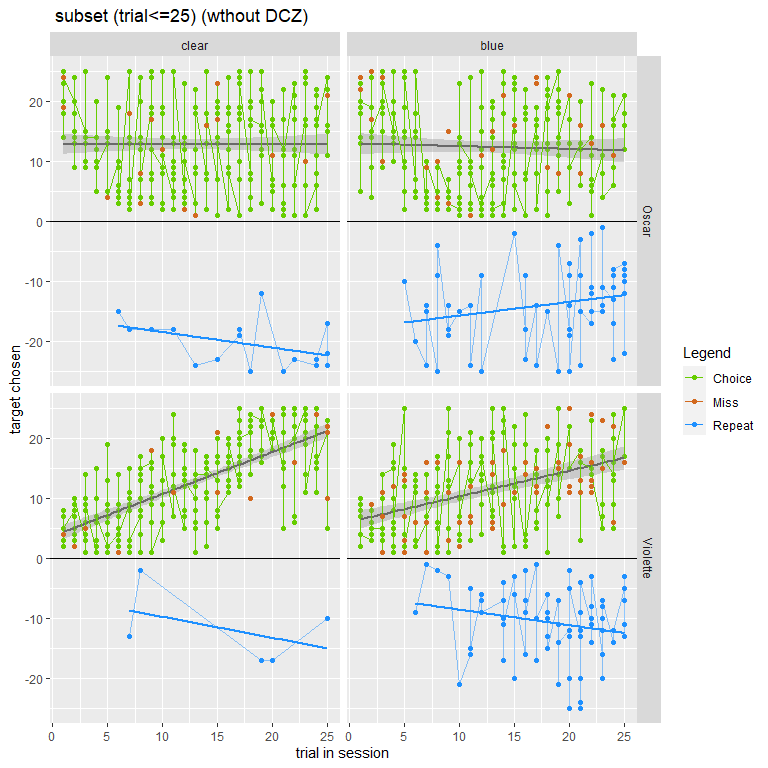 subset (trial<=25) (wthout DCZ)
clear
blue
20
10
0
-10
-20
Oscar
20
10
0
-10
-20
Violette
target chosen
0 5 10 15 20 25
0 5 10 15 20 25
trial in session
Legend
Choice
Miss
Repeat